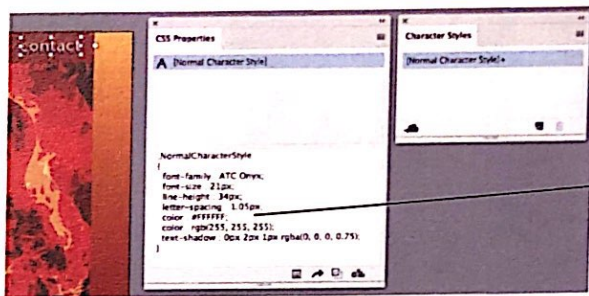 contact
CSS Properties
A [Normal Character Style]
.NormalCharacterStyle
{
font-family ATC Onyx;
font-size 21px;
line-height 34px;
letter-spacing 1.05px;
color #FFFFFF;
color rgb(255, 255, 255);
text-shadow : 0px 2px 1px rgba(0, 0, 0, 0.75);
}
Character Styles
[Normal Character Style]+